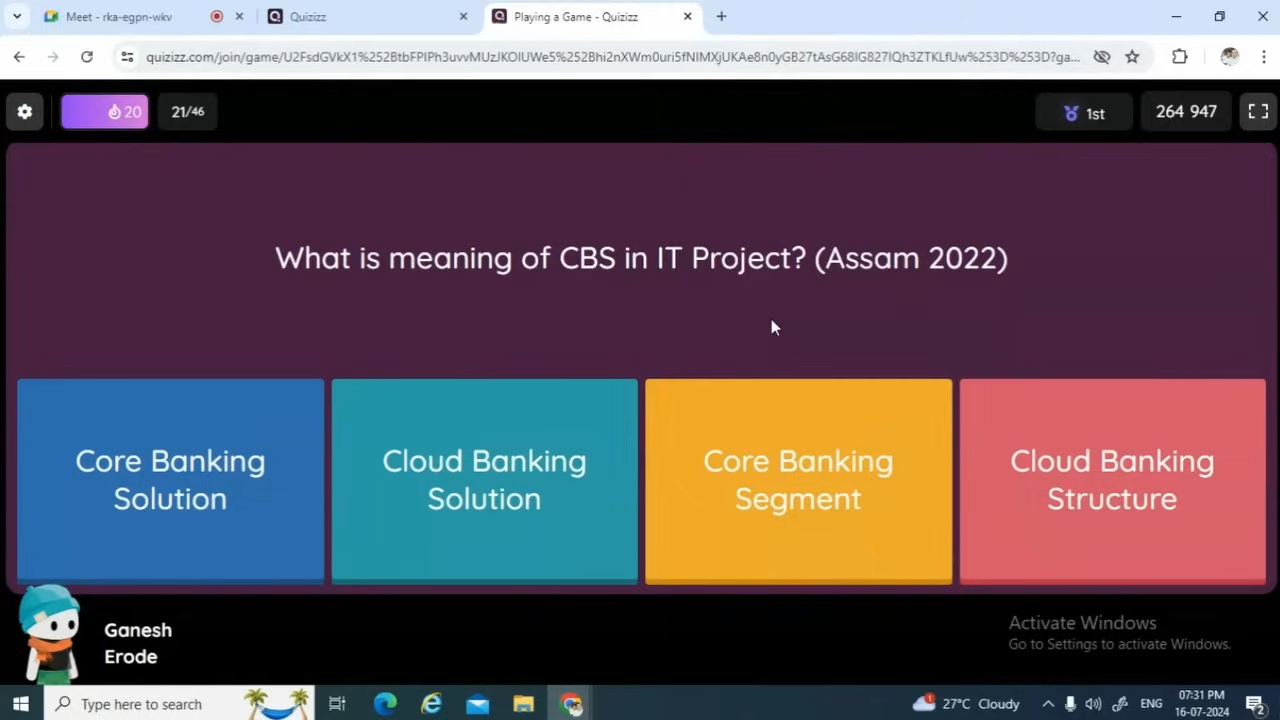 Meet - rka-egpn-wkv
Quizizz
Playing a Game - Quizizz
quizizz.com/join/game/U2FsdGVkX1%252BtbFPlPh3uvvMUzJKOlUWe5%252Bhi2nXWm0uri5fNIMXjUKAe8n0yGB27tAsG68IG827IQh3ZTKLfUw%253D%253D?ga...
20
21/46
1st
264 947
What is meaning of CBS in IT Project? (Assam 2022)
Core Banking
Solution
Cloud Banking
Solution
Core Banking
Segment
Cloud Banking
Structure
Ganesh
Erode
Activate Windows
Go to Settings to activate Windows.
Type here to search
27°C Cloudy
ENG
07:31 PM
16-07-2024
2